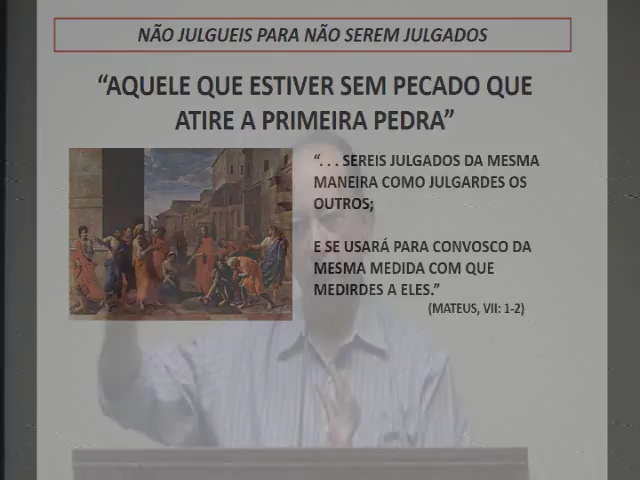 NÃO JULGUEIS PARA NÃO SEREM JULGADOS
“AQUELE QUE ESTIVER SEM PECADO QUE
ATIRE A PRIMEIRA PEDRA”
“. . . SEREIS JULGADOS DA MESMA
MANEIRA COMO JULGARDES OS
OUTROS;
E SE USARÁ PARA CONVOSCO DA
MESMA MEDIDA COM QUE
MEDIRDES A ELES.”
(MATEUS, VII: 1-2)